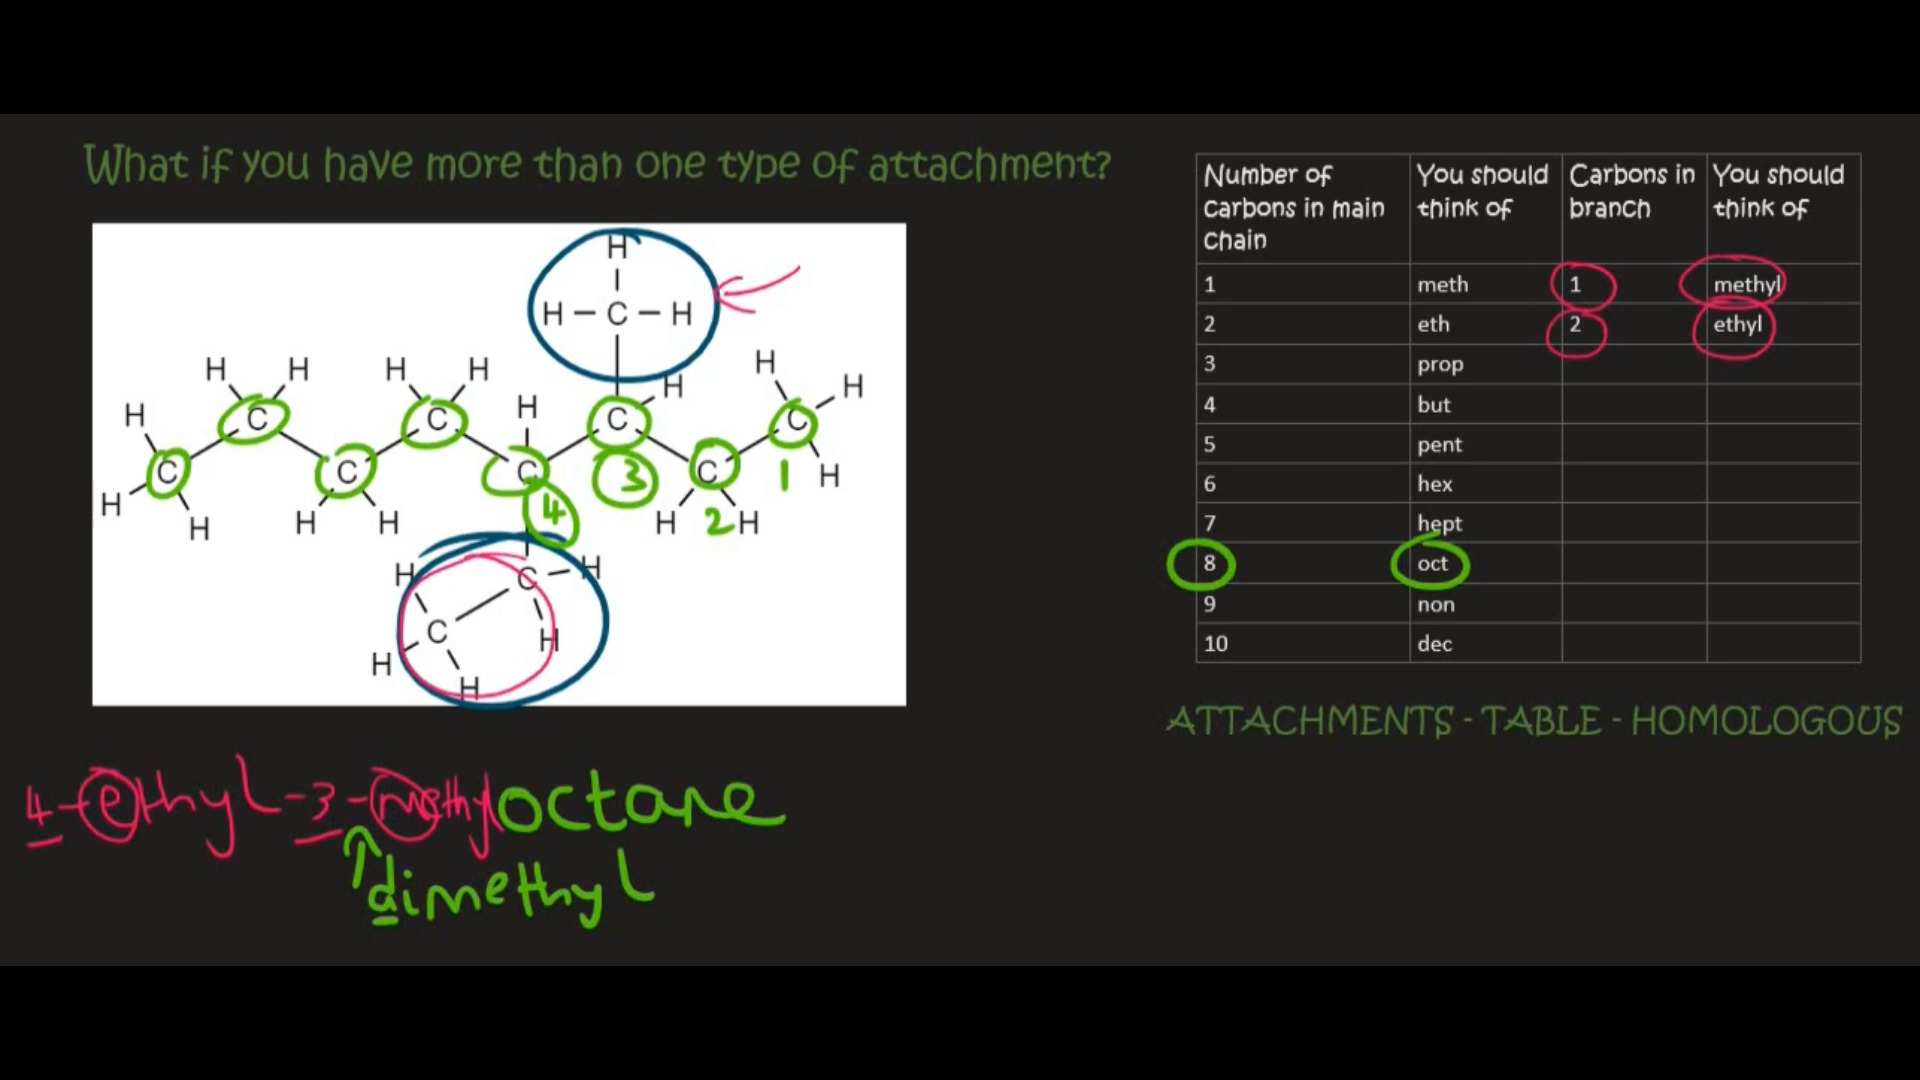 What if you have more than one type of attachment?
H
H – C – H
H H H H H H H
H H
C C C C
C C C C
3 1 H
H H H H H 4 H 2 H
H C H
C H
H H
H
4-ethyl-3-methyloctane
dimethyl
Number of carbons in main chain You should think of Carbons in branch You should think of
1 meth 1 methyl
2 eth 2 ethyl
3 prop
4 but
5 pent
6 hex
7 hept
8 oct
9 non
10 dec
ATTACHMENTS - TABLE - HOMOLOGOUS